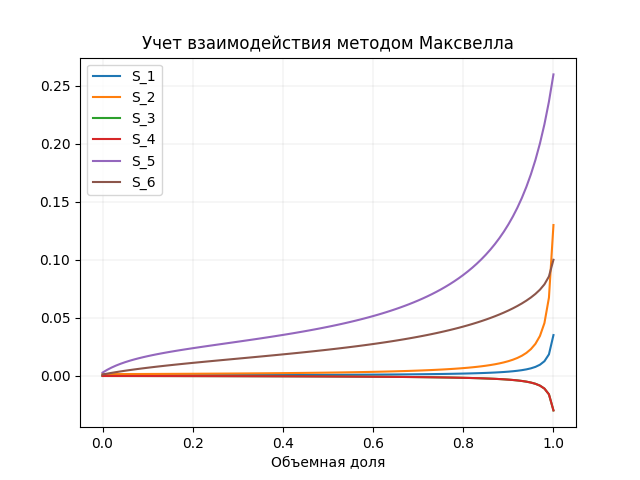 Учет взаимодействия методом Максвелла
S_1
S_2
S_3
S_4
S_5
S_6
0.25
0.20
0.15
0.10
0.05
0.00
0.0 0.2 0.4 0.6 0.8 1.0
Объемная доля